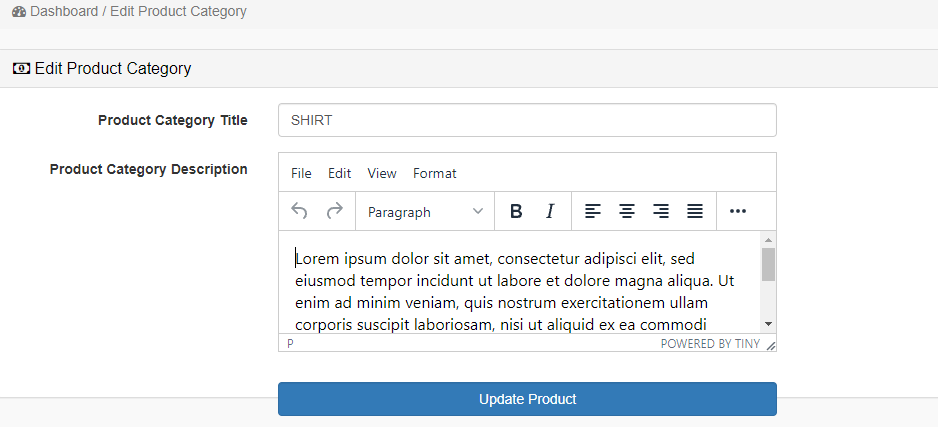 Dashboard / Edit Product Category
Edit Product Category
Product Category Title
SHIRT
Product Category Description
File Edit View Format
Paragraph B I
Lorem ipsum dolor sit amet, consectetur adipisci elit, sed
eiusmod tempor incidunt ut labore et dolore magna aliqua. Ut
enim ad minim veniam, quis nostrum exercitationem ullam
corporis suscipit laboriosam, nisi ut aliquid ex ea commodi
P POWERED BY TINY
Update Product